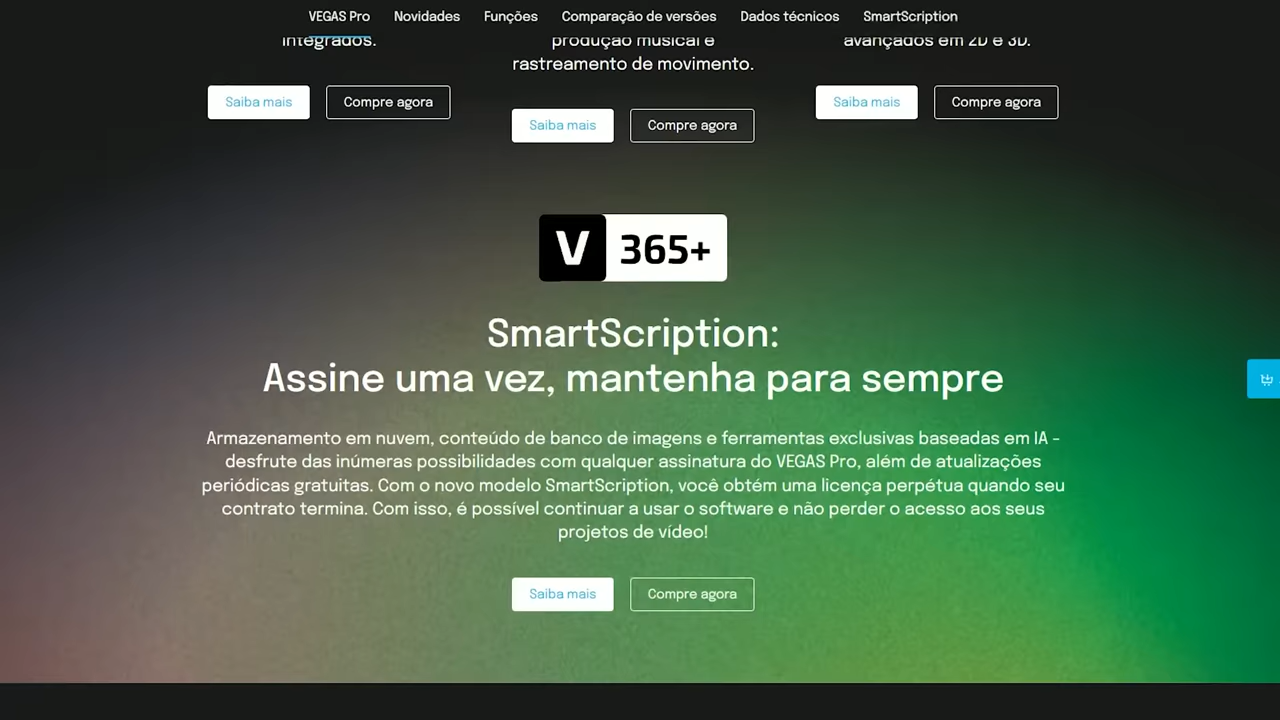 VEGAS Pro Novidades Funções Comparação de versões Dados técnicos SmartScription
integrados.
produção musical e
rastreamento de movimento.
avançados em 2D e 3D.
Saiba mais Compre agora
Saiba mais Compre agora
Saiba mais Compre agora
V 365+
SmartScription:
Assine uma vez, mantenha para sempre
Armazenamento em nuvem, conteúdo de banco de imagens e ferramentas exclusivas baseadas em IA –
desfrute das inúmeras possibilidades com qualquer assinatura do VEGAS Pro, além de atualizações
periódicas gratuitas. Com o novo modelo SmartScription, você obtém uma licença perpétua quando seu
contrato termina. Com isso, é possível continuar a usar o software e não perder o acesso aos seus
projetos de vídeo!
Saiba mais Compre agora